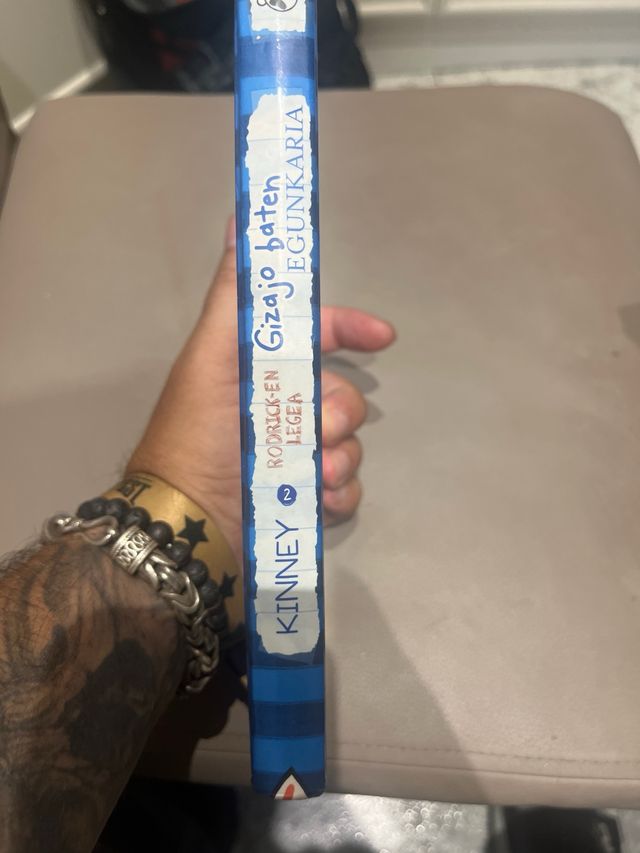 KINNEY
2
RODRICK-EN
LEGEA
Gizajo baten
EGUNKARIA